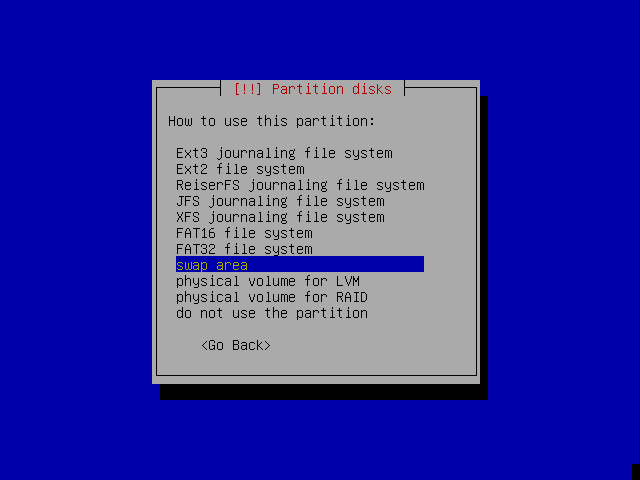 [!!] Partition disks
How to use this partition:
Ext3 journaling file system
Ext2 file system
ReiserFS journaling file system
JFS journaling file system
XFS journaling file system
FAT16 file system
FAT32 file system
swap area
physical volume for LVM
physical volume for RAID
do not use the partition
<Go Back>